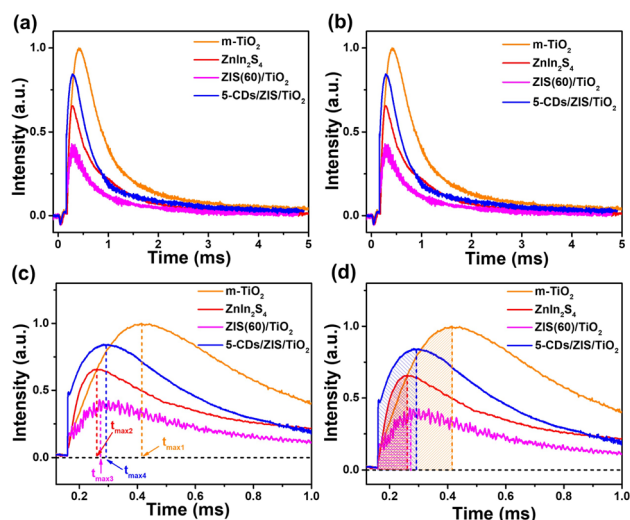 (a)
Intensity (a.u.)
1.0
0.5
0.0
m-TiO₂
ZnIn₂S₄
ZIS(60)/TiO₂
5-CDs/ZIS/TiO₂
0 1 2 3 4 5
Time (ms)
(b)
Intensity (a.u.)
1.0
0.5
0.0
m-TiO₂
ZnIn₂S₄
ZIS(60)/TiO₂
5-CDs/ZIS/TiO₂
0 1 2 3 4 5
Time (ms)
(c)
Intensity (a.u.)
1.0
0.5
0.0
m-TiO₂
ZnIn₂S₄
ZIS(60)/TiO₂
5-CDs/ZIS/TiO₂
tmax2
tmax1
tmax3
tmax4
0.2 0.4 0.6 0.8 1.0
Time (ms)
(d)
Intensity (a.u.)
1.0
0.5
0.0
m-TiO₂
ZnIn₂S₄
ZIS(60)/TiO₂
5-CDs/ZIS/TiO₂
0.2 0.4 0.6 0.8 1.0
Time (ms)